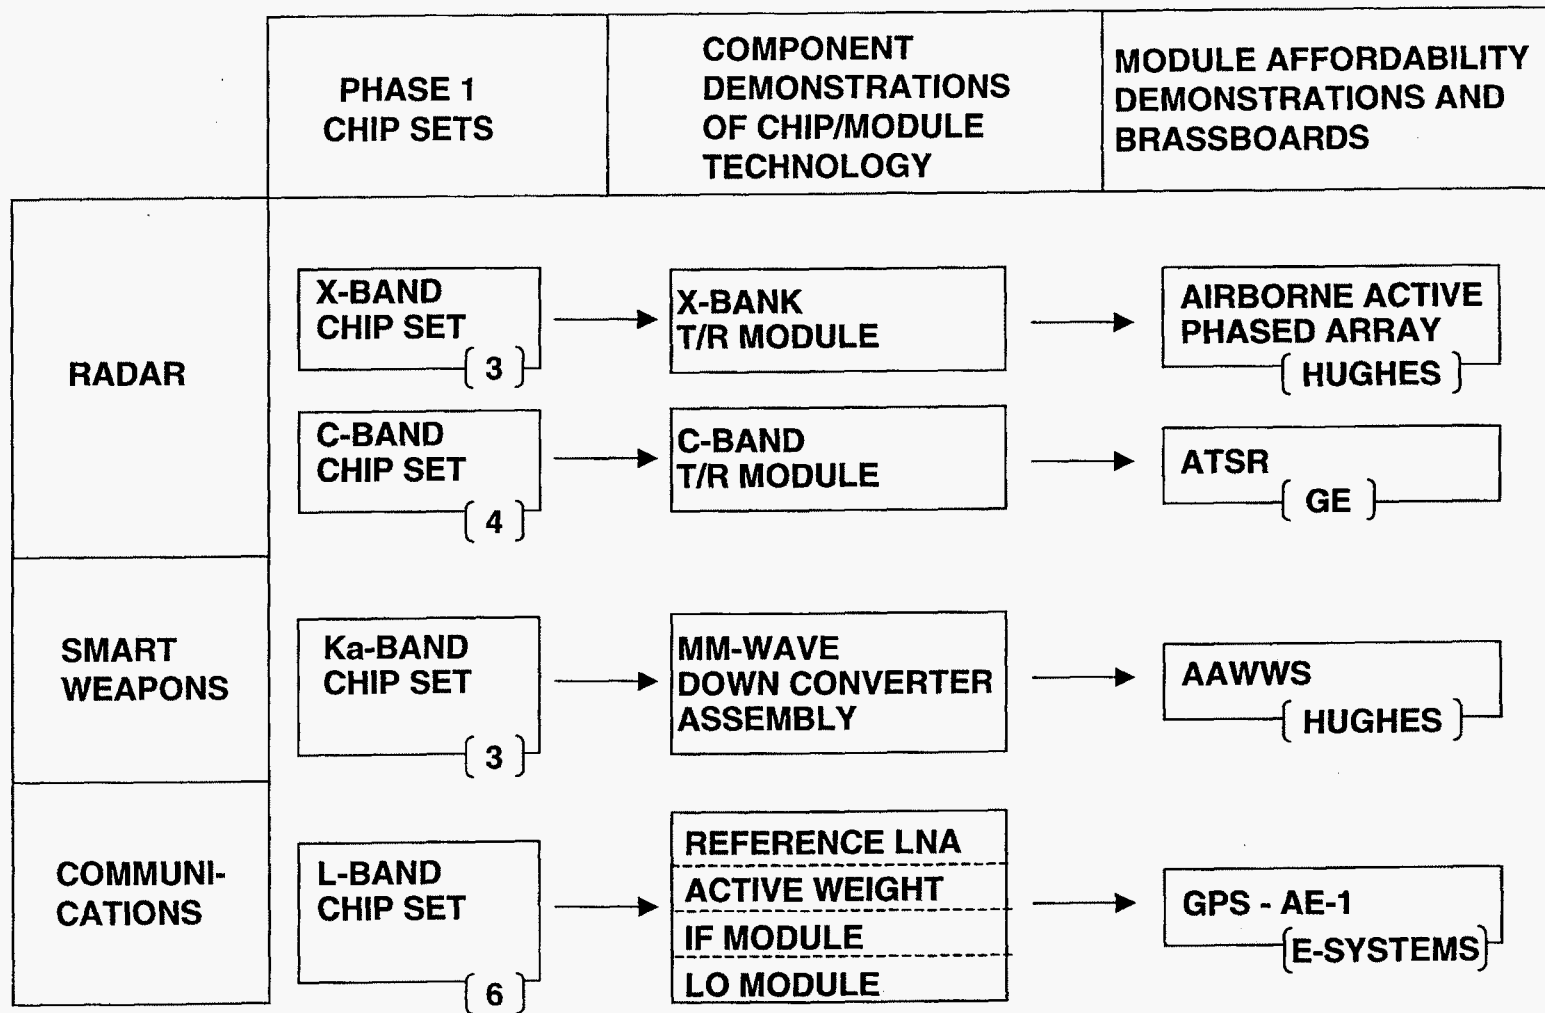 PHASE 1
CHIP SETS
COMPONENT
DEMONSTRATIONS
OF CHIP/MODULE
TECHNOLOGY
MODULE AFFORDABILITY
DEMONSTRATIONS AND
BRASSBOARDS
RADAR
X-BAND
CHIP SET
3
X-BANK
T/R MODULE
AIRBORNE ACTIVE
PHASED ARRAY
HUGHES
C-BAND
CHIP SET
4
C-BAND
T/R MODULE
ATSR
GE
SMART
WEAPONS
Ka-BAND
CHIP SET
3
MM-WAVE
DOWN CONVERTER
ASSEMBLY
AAWWS
HUGHES
COMMUNI-
CATIONS
L-BAND
CHIP SET
6
REFERENCE LNA
ACTIVE WEIGHT
IF MODULE
LO MODULE
GPS - AE-1
E-SYSTEMS